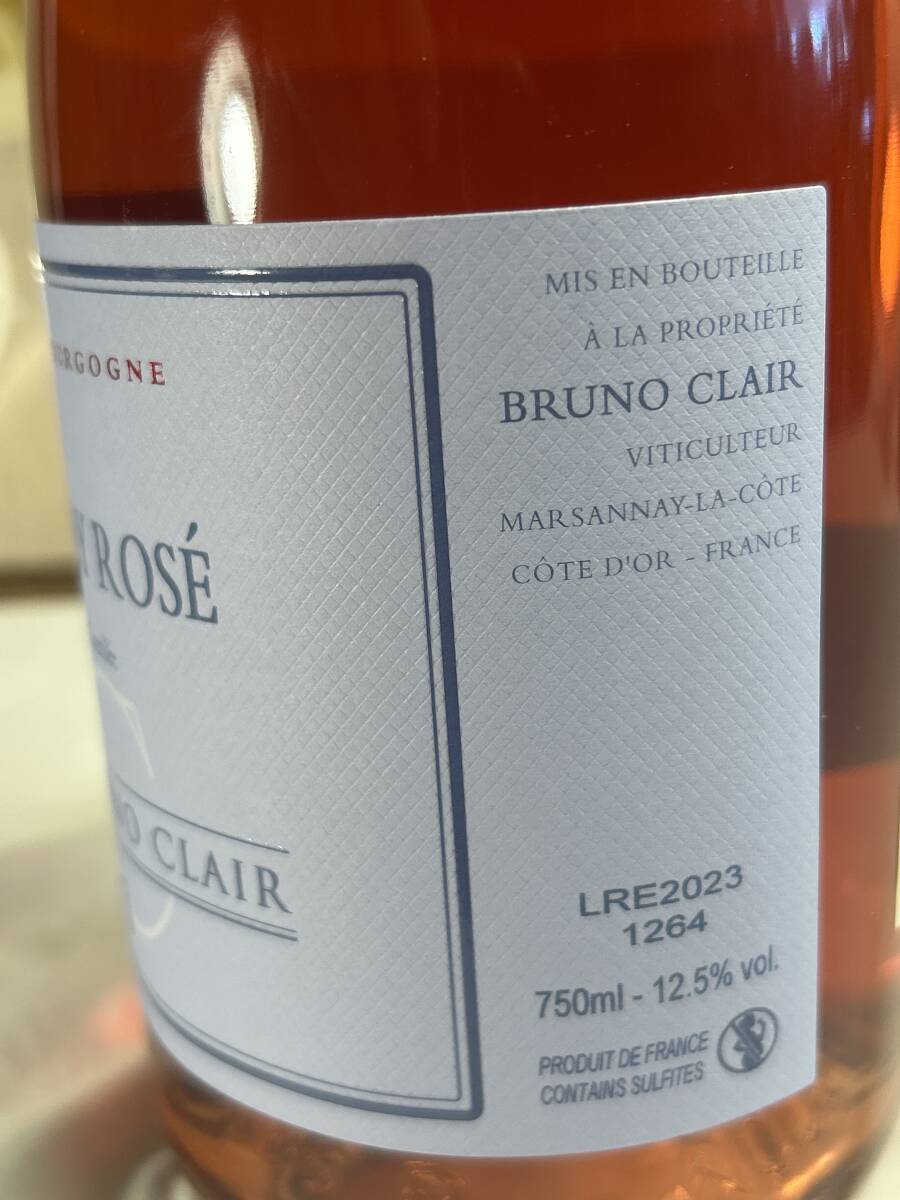 OURGOGNE
Y ROSÉ
NO CLAIR
MIS EN BOUTEILLE
À LA PROPRIÉTÉ
BRUNO CLAIR
VITICULTEUR
MARSANNAY-LA-CÔTE
CÔTE D'OR - FRANCE
LRE2023
1264
750ml - 12.5% vol.
PRODUIT DE FRANCE
CONTAINS SULFITES